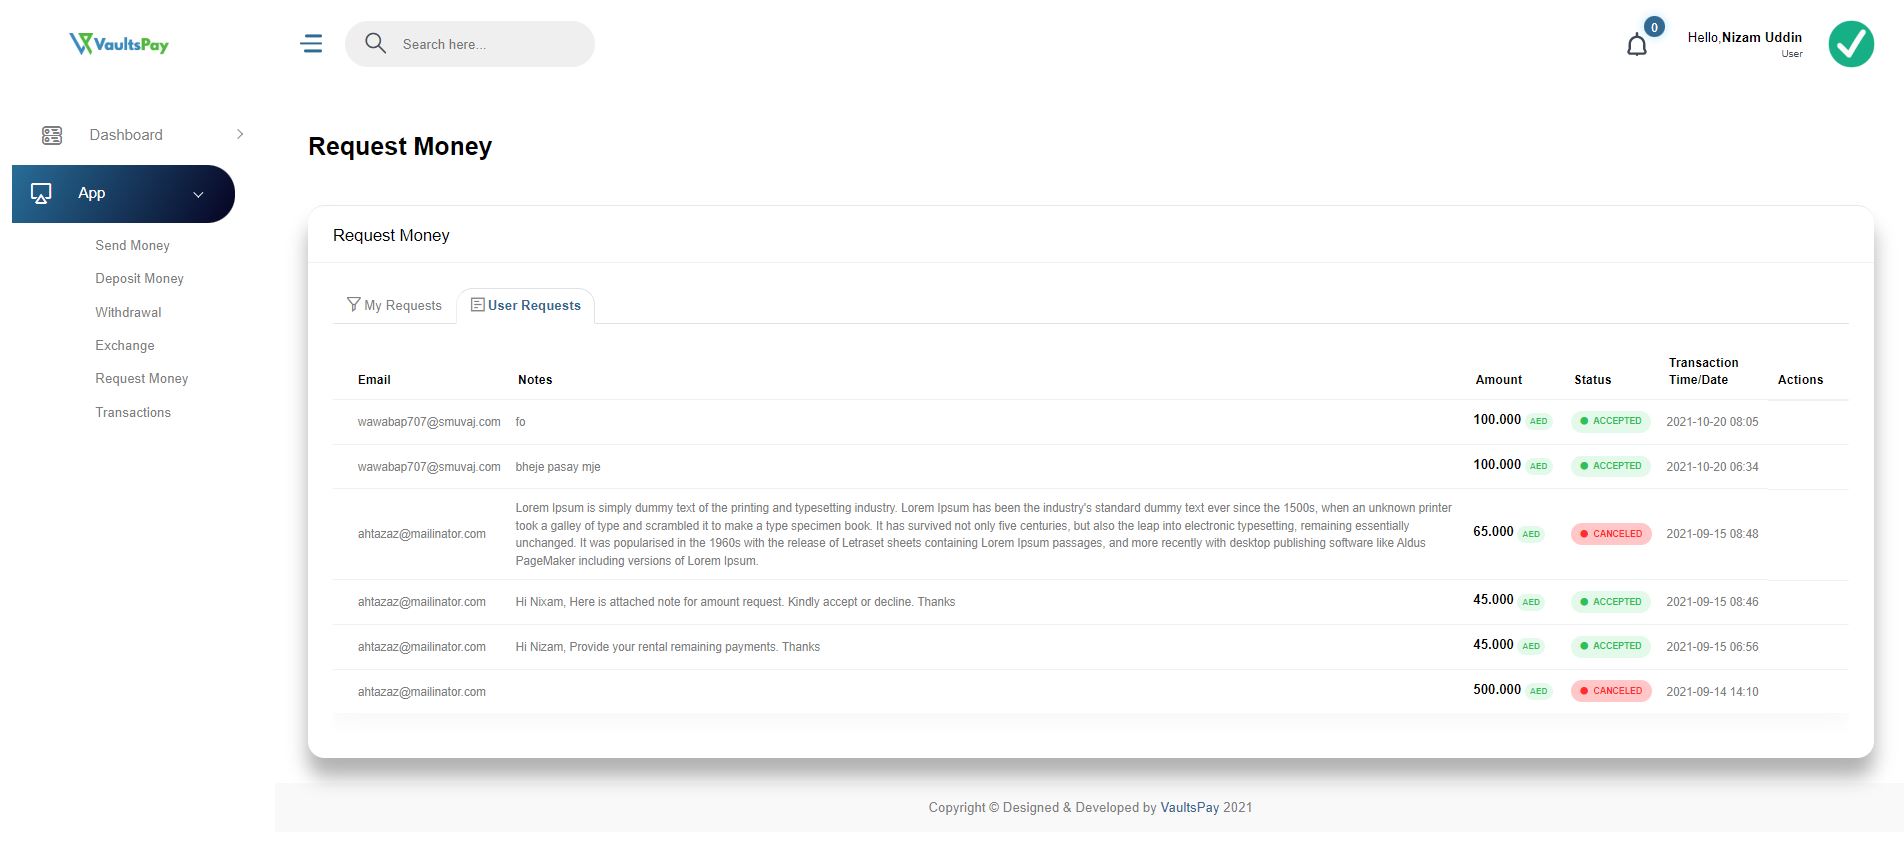 VaultsPay
Search here...
0
Hello,Nizam Uddin
User
Dashboard
App
Send Money
Deposit Money
Withdrawal
Exchange
Request Money
Transactions
Request Money
Request Money
My Requests
User Requests
Email Notes Amount Status Transaction Time/Date Actions
wawabap707@smuvaj.com fo 100.000 AED ACCEPTED 2021-10-20 08:05
wawabap707@smuvaj.com bheje pasay mje 100.000 AED ACCEPTED 2021-10-20 06:34
Lorem Ipsum is simply dummy text of the printing and typesetting industry. Lorem Ipsum has been the industry's standard dummy text ever since the 1500s, when an unknown printer
took a galley of type and scrambled it to make a type specimen book. It has survived not only five centuries, but also the leap into electronic typesetting, remaining essentially
ahtazaz@mailinator.com 65.000 AED CANCELED 2021-09-15 08:48
unchanged. It was popularised in the 1960s with the release of Letraset sheets containing Lorem Ipsum passages, and more recently with desktop publishing software like Aldus
PageMaker including versions of Lorem Ipsum.
ahtazaz@mailinator.com Hi Nixam, Here is attached note for amount request. Kindly accept or decline. Thanks 45.000 AED ACCEPTED 2021-09-15 08:46
ahtazaz@mailinator.com Hi Nizam, Provide your rental remaining payments. Thanks 45.000 AED ACCEPTED 2021-09-15 06:56
ahtazaz@mailinator.com 500.000 AED CANCELED 2021-09-14 14:10
Copyright © Designed & Developed by VaultsPay 2021